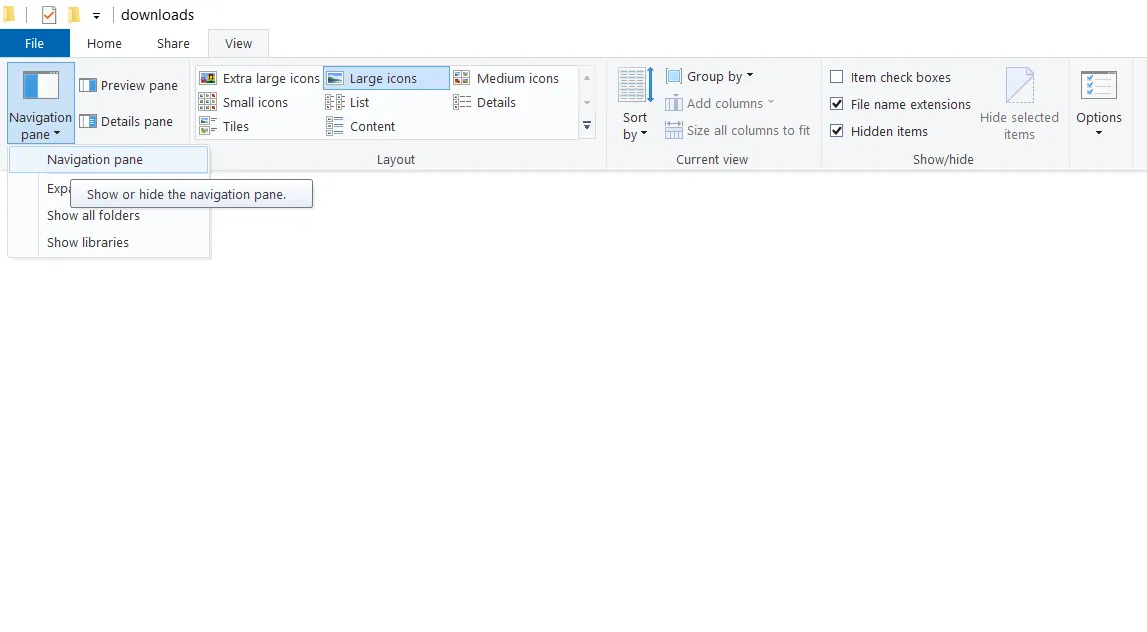 downloads
File
Home
Share
View
Navigation
pane
Preview pane
Details pane
Extra large icons
Large icons
Medium icons
Small icons
List
Details
Tiles
Content
Layout
Sort
by
Group by
Add columns
Size all columns to fit
Current view
Item check boxes
File name extensions
Hidden items
Hide selected
items
Show/hide
Options
Navigation pane
Show or hide the navigation pane.
Show all folders
Show libraries